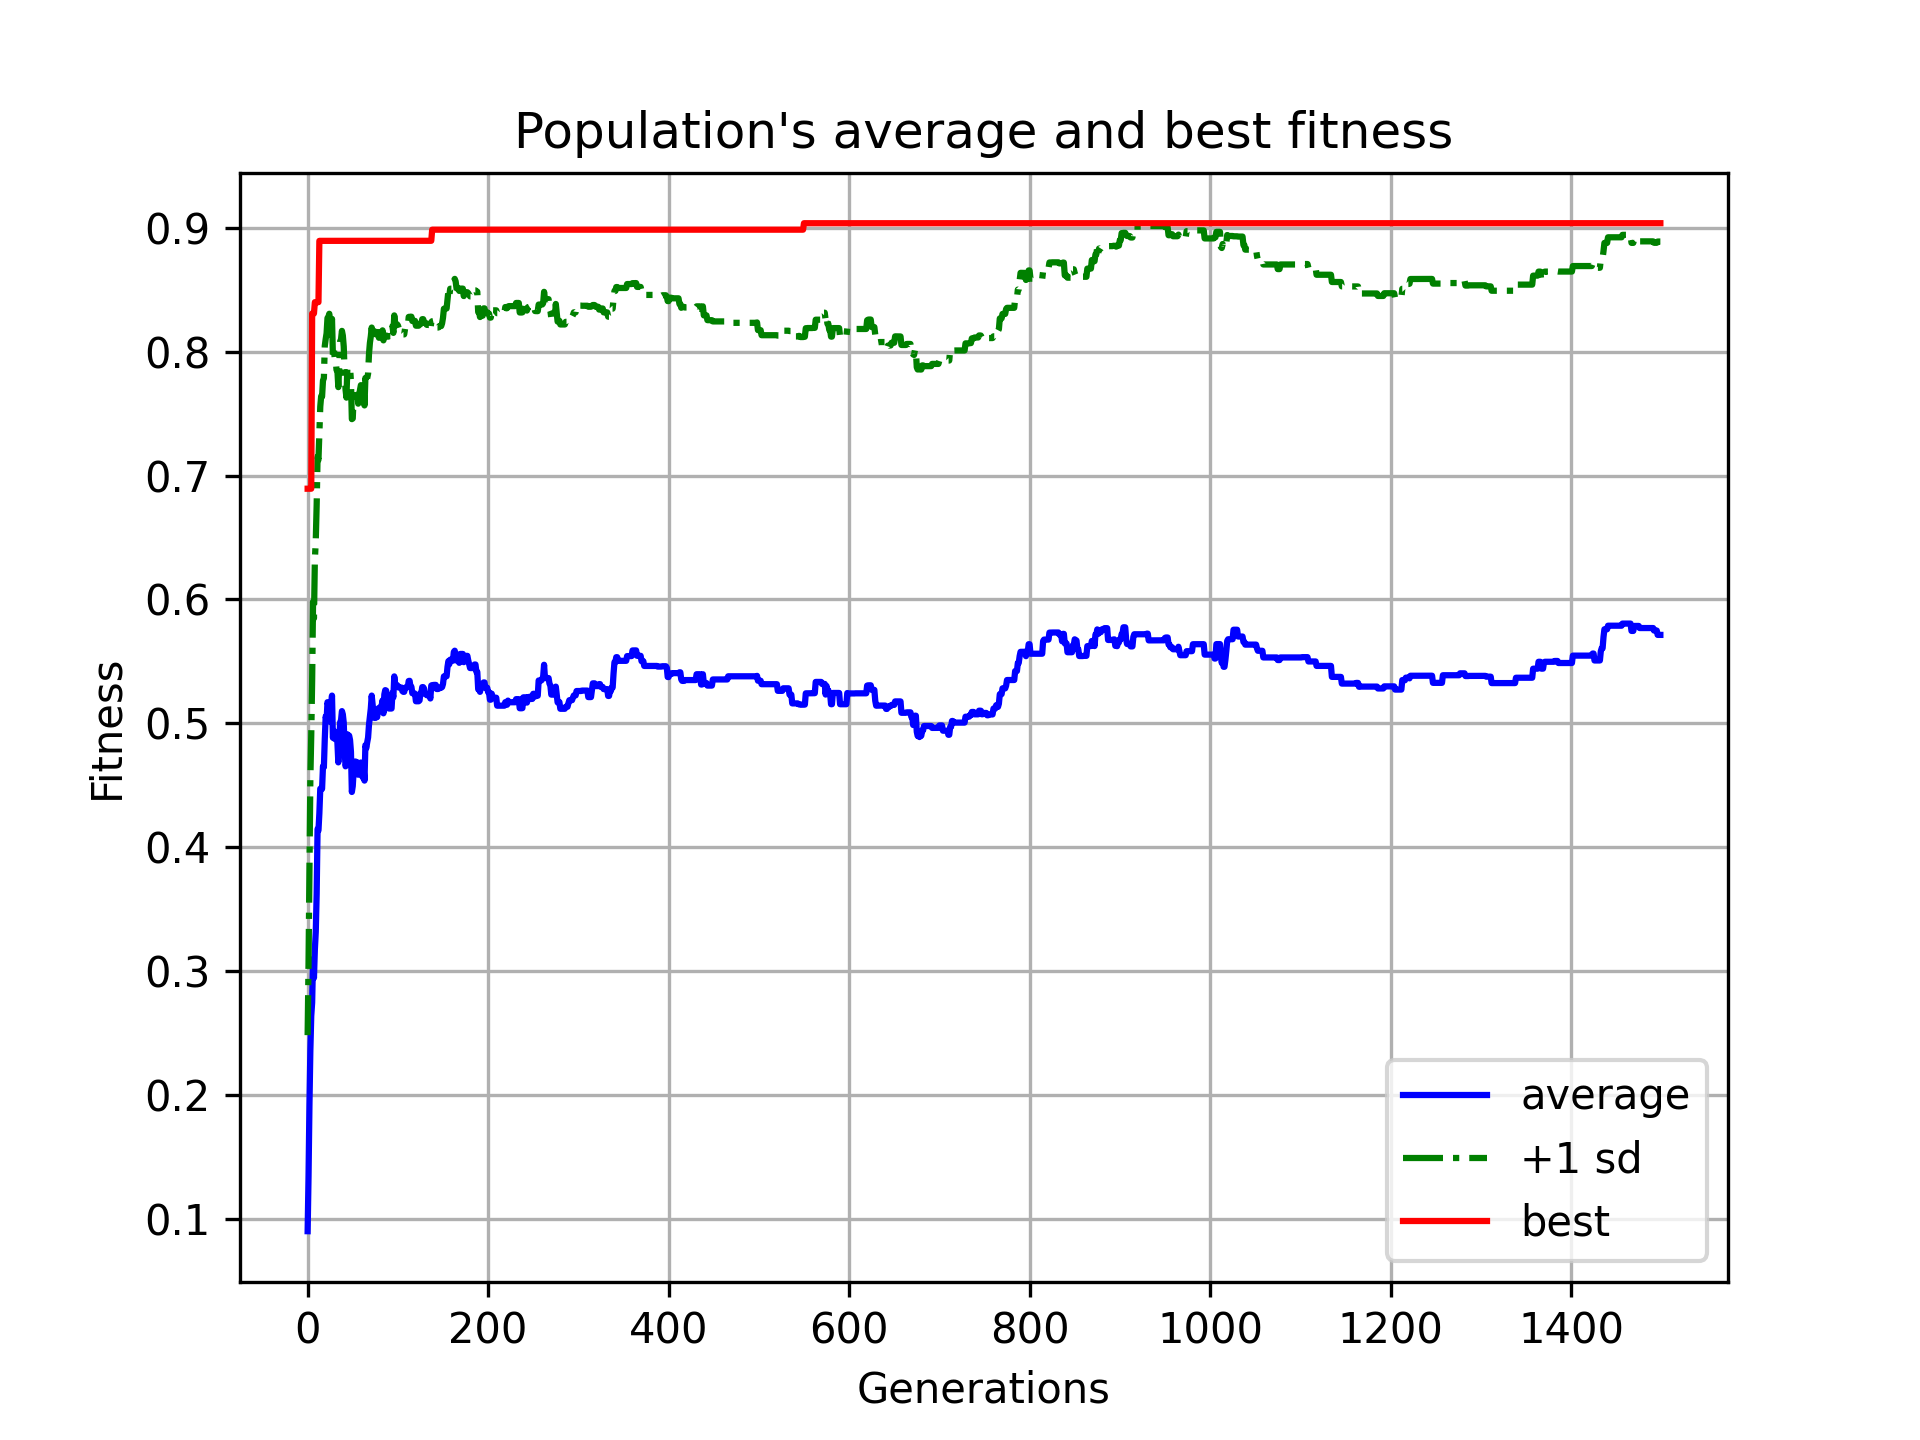 Population's average and best fitness
Fitness
0.9
0.8
0.7
0.6
0.5
0.4
0.3
0.2
0.1
0 200 400 600 800 1000 1200 1400
Generations
average
+1 sd
best